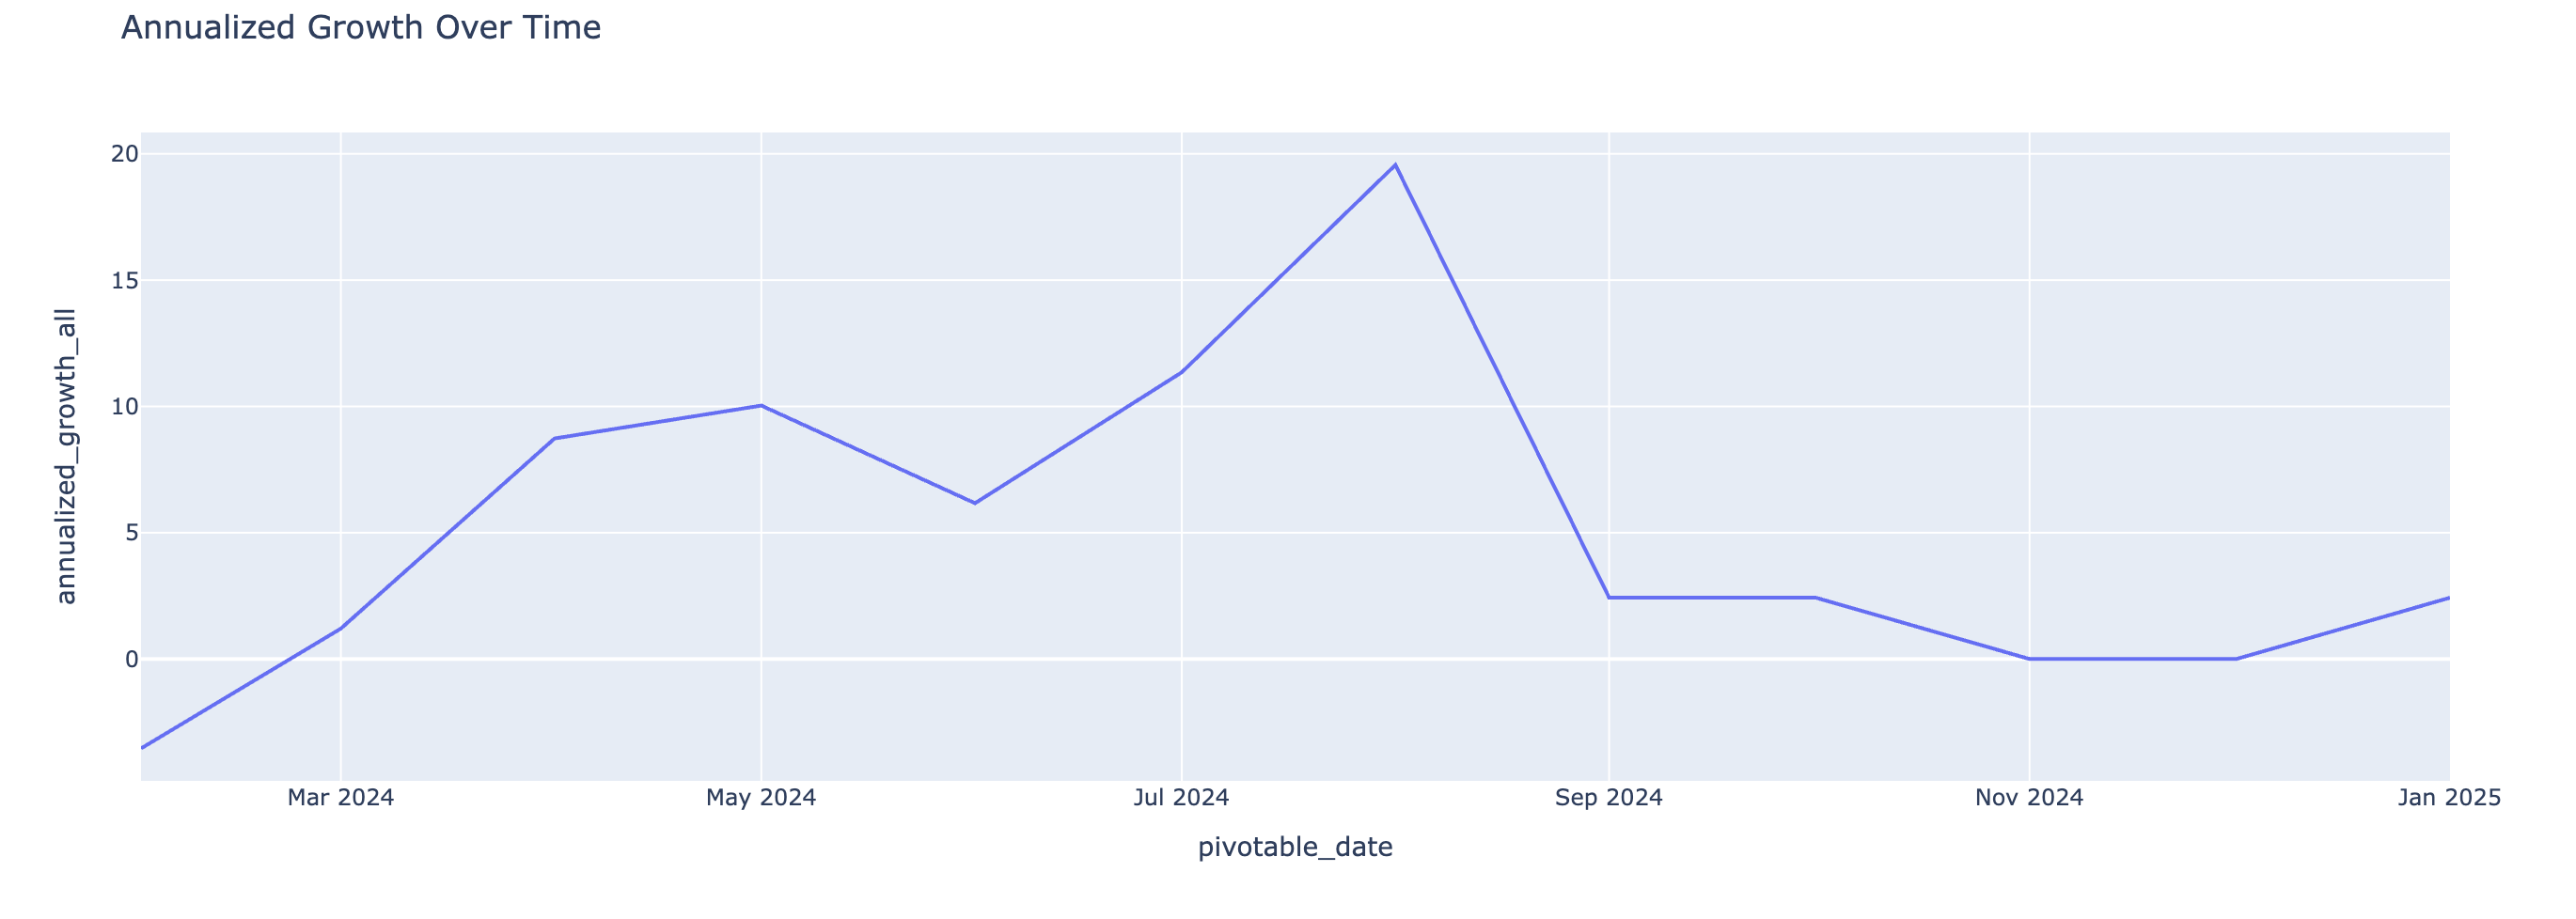 Annualized Growth Over Time
annualized_growth_all
20
15
10
5
0
Mar 2024 May 2024 Jul 2024 Sep 2024 Nov 2024 Jan 2025
pivotable_date